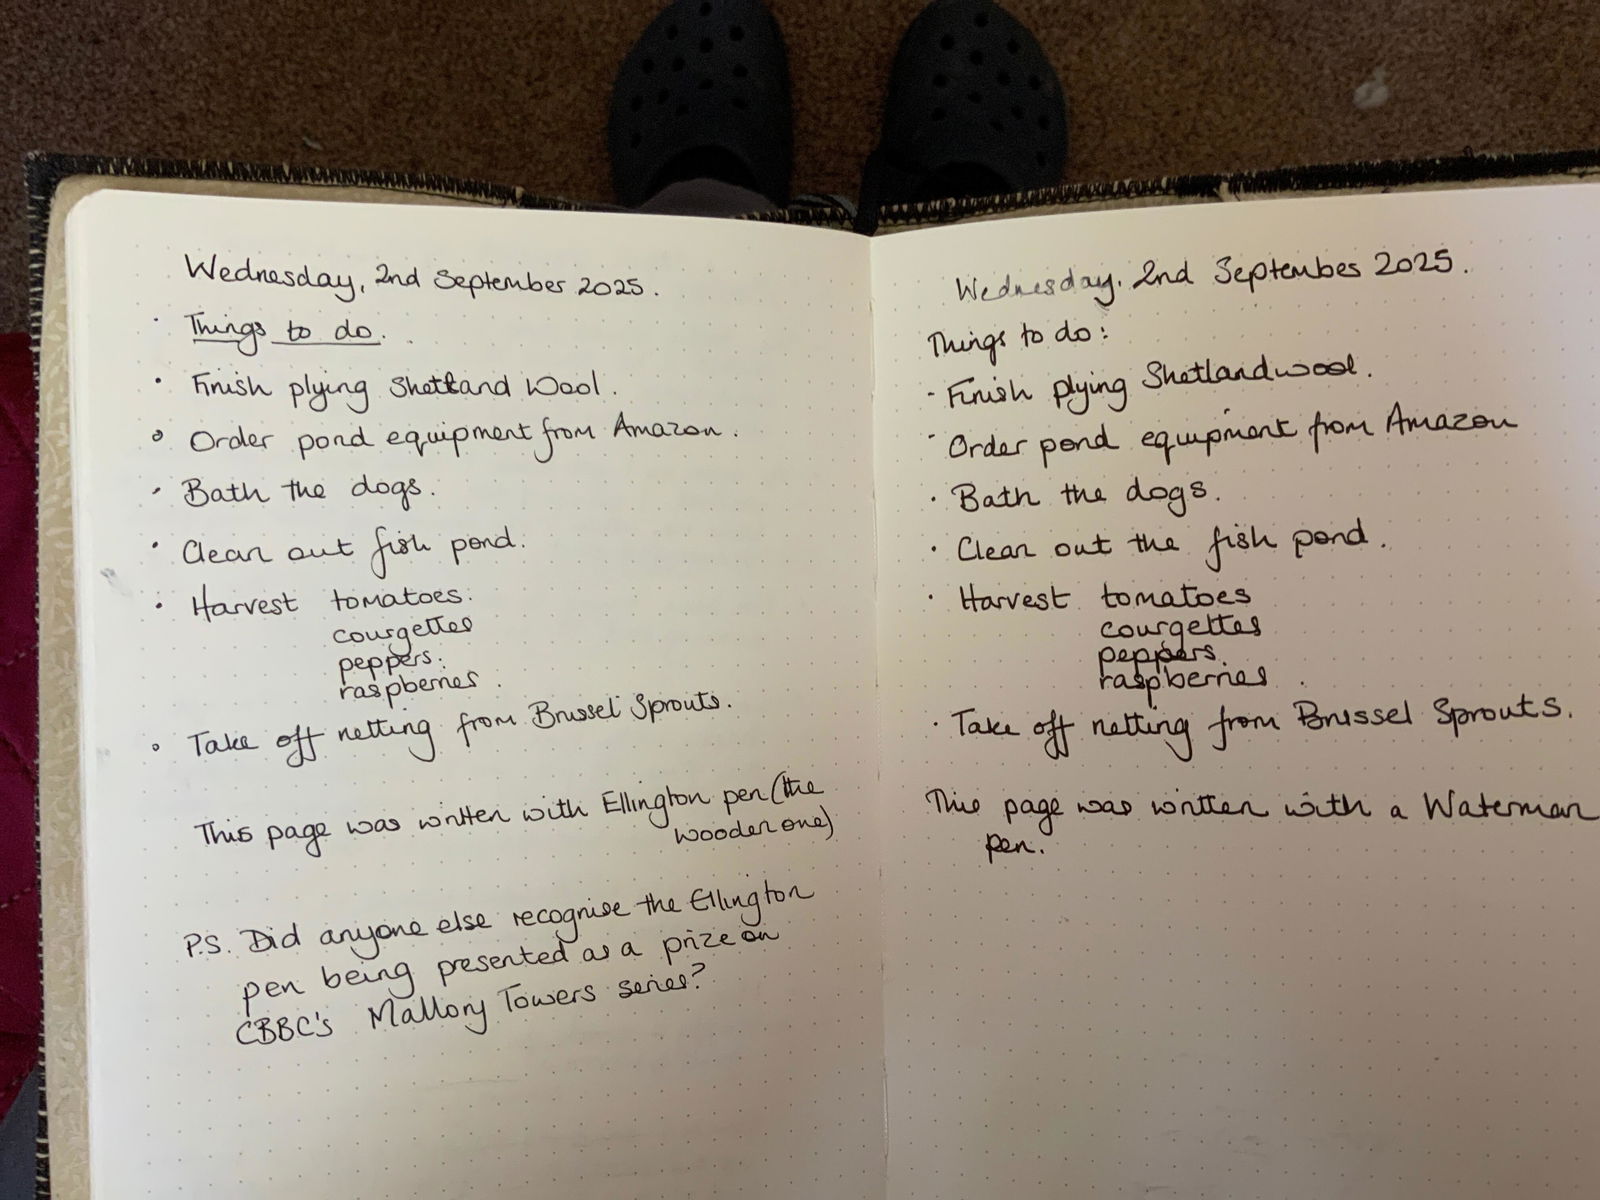 Wednesday, 2nd September 2025.
· Things to do.
· Finish plying Shetland Wool.
· Order pond equipment from Amazon.
· Bath the dogs.
· Clean out fish pond.
· Harvest tomatoes.
courgettes
peppers.
raspberries.
· Take off netting from Brussel Sprouts.
This page was written with Ellington pen (the
wooden one)
P.S. Did anyone else recognise the Ellington
pen being presented as a prize on
CBBC's Mallory Towers series?
Wednesday, 2nd September 2025.
Things to do:
· Finish plying Shetland wool.
· Order pond equipment from Amazon
· Bath the dogs.
· Clean out the fish pond.
· Harvest tomatoes
courgettes
peppers.
raspberries.
· Take off netting from Brussel Sprouts.
This page was written with a Waterman
pen.